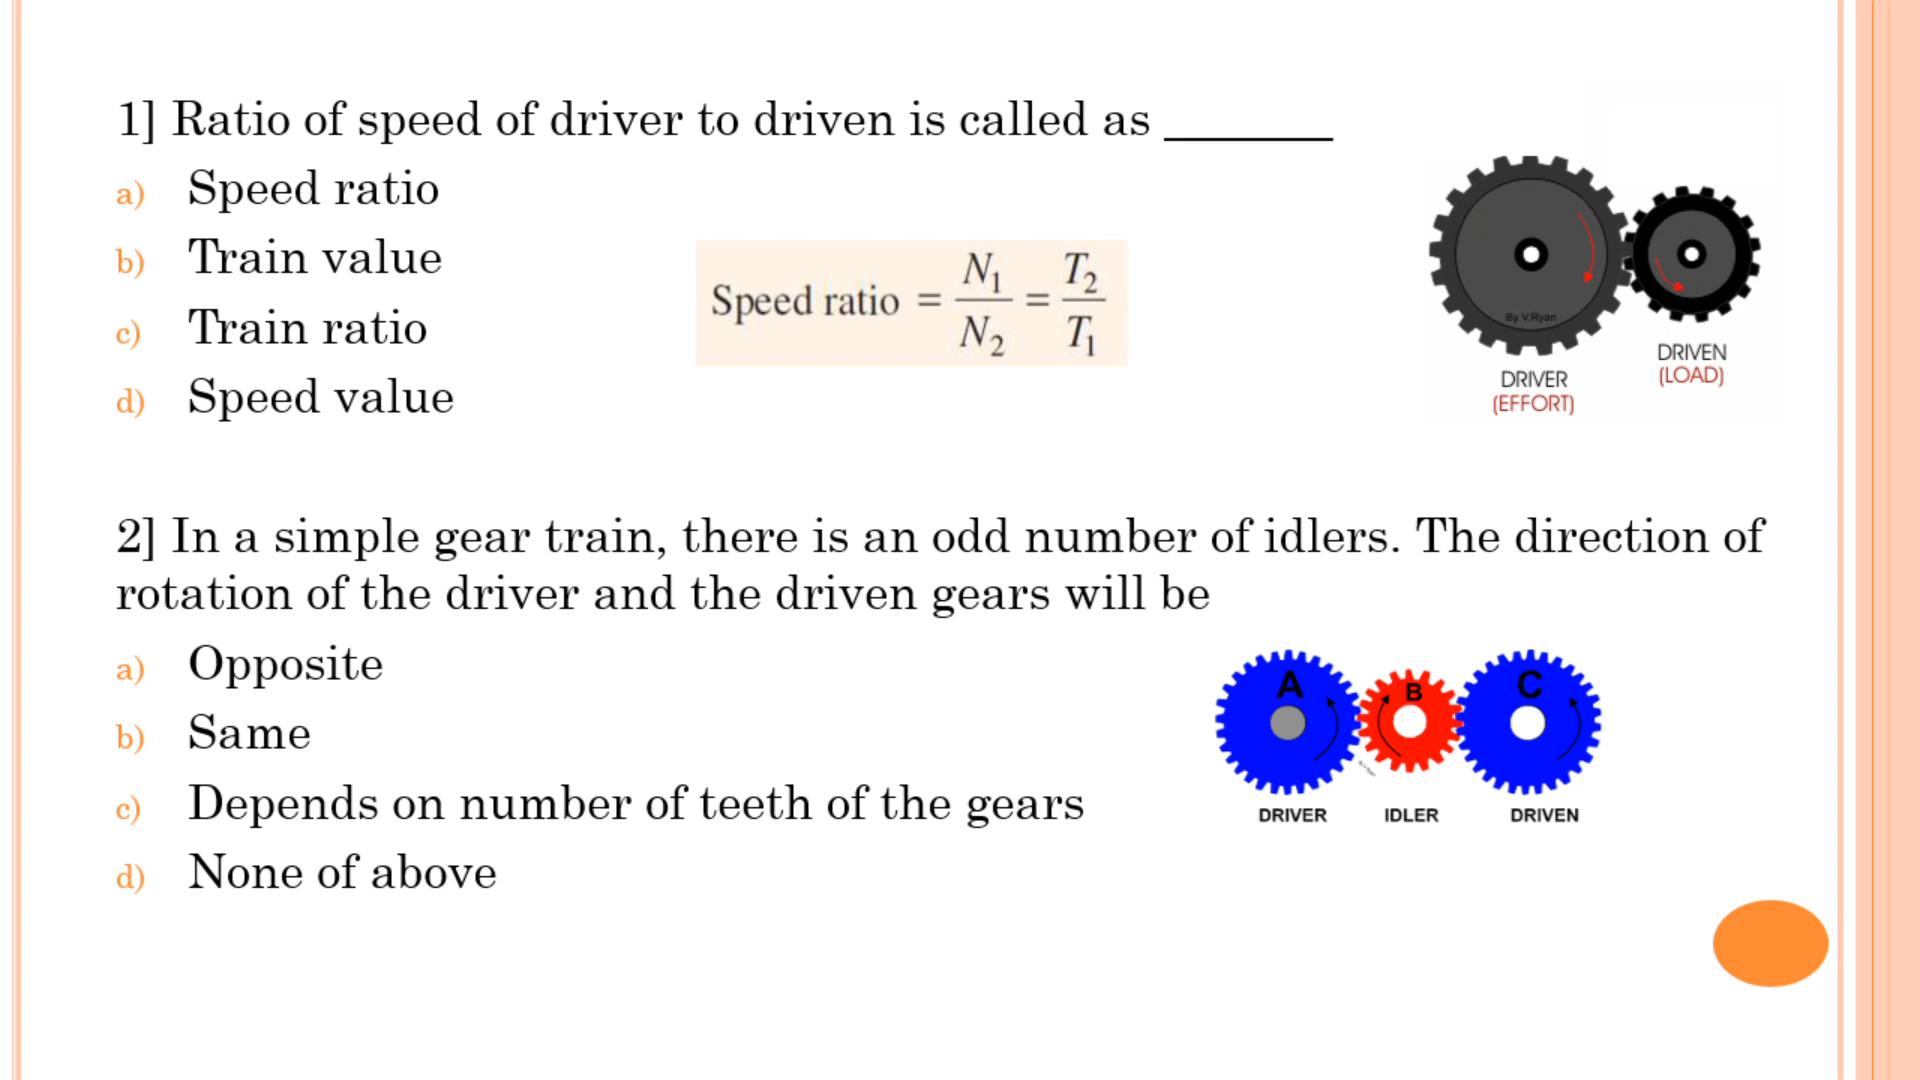 1] Ratio of speed of driver to driven is called as _______
a) Speed ratio
b) Train value
c) Train ratio
d) Speed value
Speed ratio = N₁/N₂ = T₂/T₁
By V.Ryan
DRIVER
(EFFORT)
DRIVEN
(LOAD)
2] In a simple gear train, there is an odd number of idlers. The direction of
rotation of the driver and the driven gears will be
a) Opposite
b) Same
c) Depends on number of teeth of the gears
d) None of above
A B C
DRIVER IDLER DRIVEN